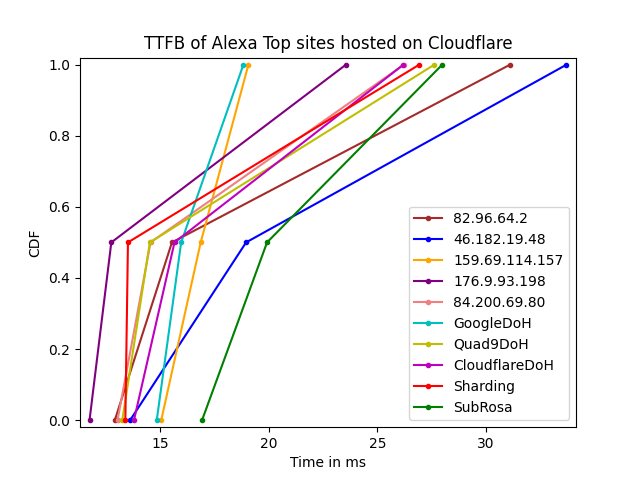 TTFB of Alexa Top sites hosted on Cloudflare
1.0
0.8
0.6
0.4
0.2
0.0
CDF
82.96.64.2
46.182.19.48
159.69.114.157
176.9.93.198
84.200.69.80
GoogleDoH
Quad9DoH
CloudflareDoH
Sharding
SubRosa
15 20 25 30
Time in ms